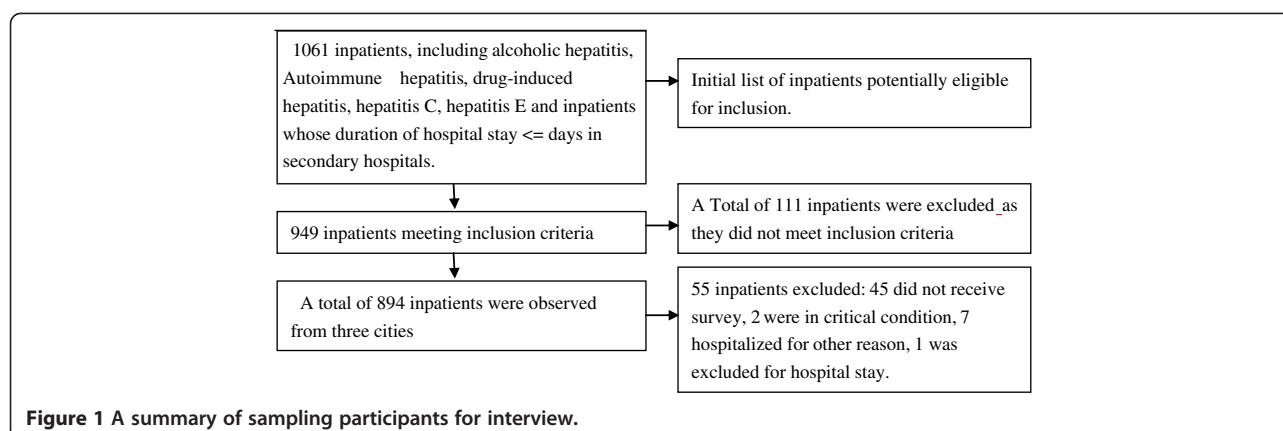 1061 inpatients, including alcoholic hepatitis,
Autoimmune hepatitis, drug-induced
hepatitis, hepatitis C, hepatitis E and inpatients
whose duration of hospital stay <= days in
secondary hospitals.
Initial list of inpatients potentially eligible
for inclusion.
949 inpatients meeting inclusion criteria
A Total of 111 inpatients were excluded_as
they did not meet inclusion criteria
A total of 894 inpatients were observed
from three cities
55 inpatients excluded: 45 did not receive
survey, 2 were in critical condition, 7
hospitalized for other reason, 1 was
excluded for hospital stay.
Figure 1 A summary of sampling participants for interview.